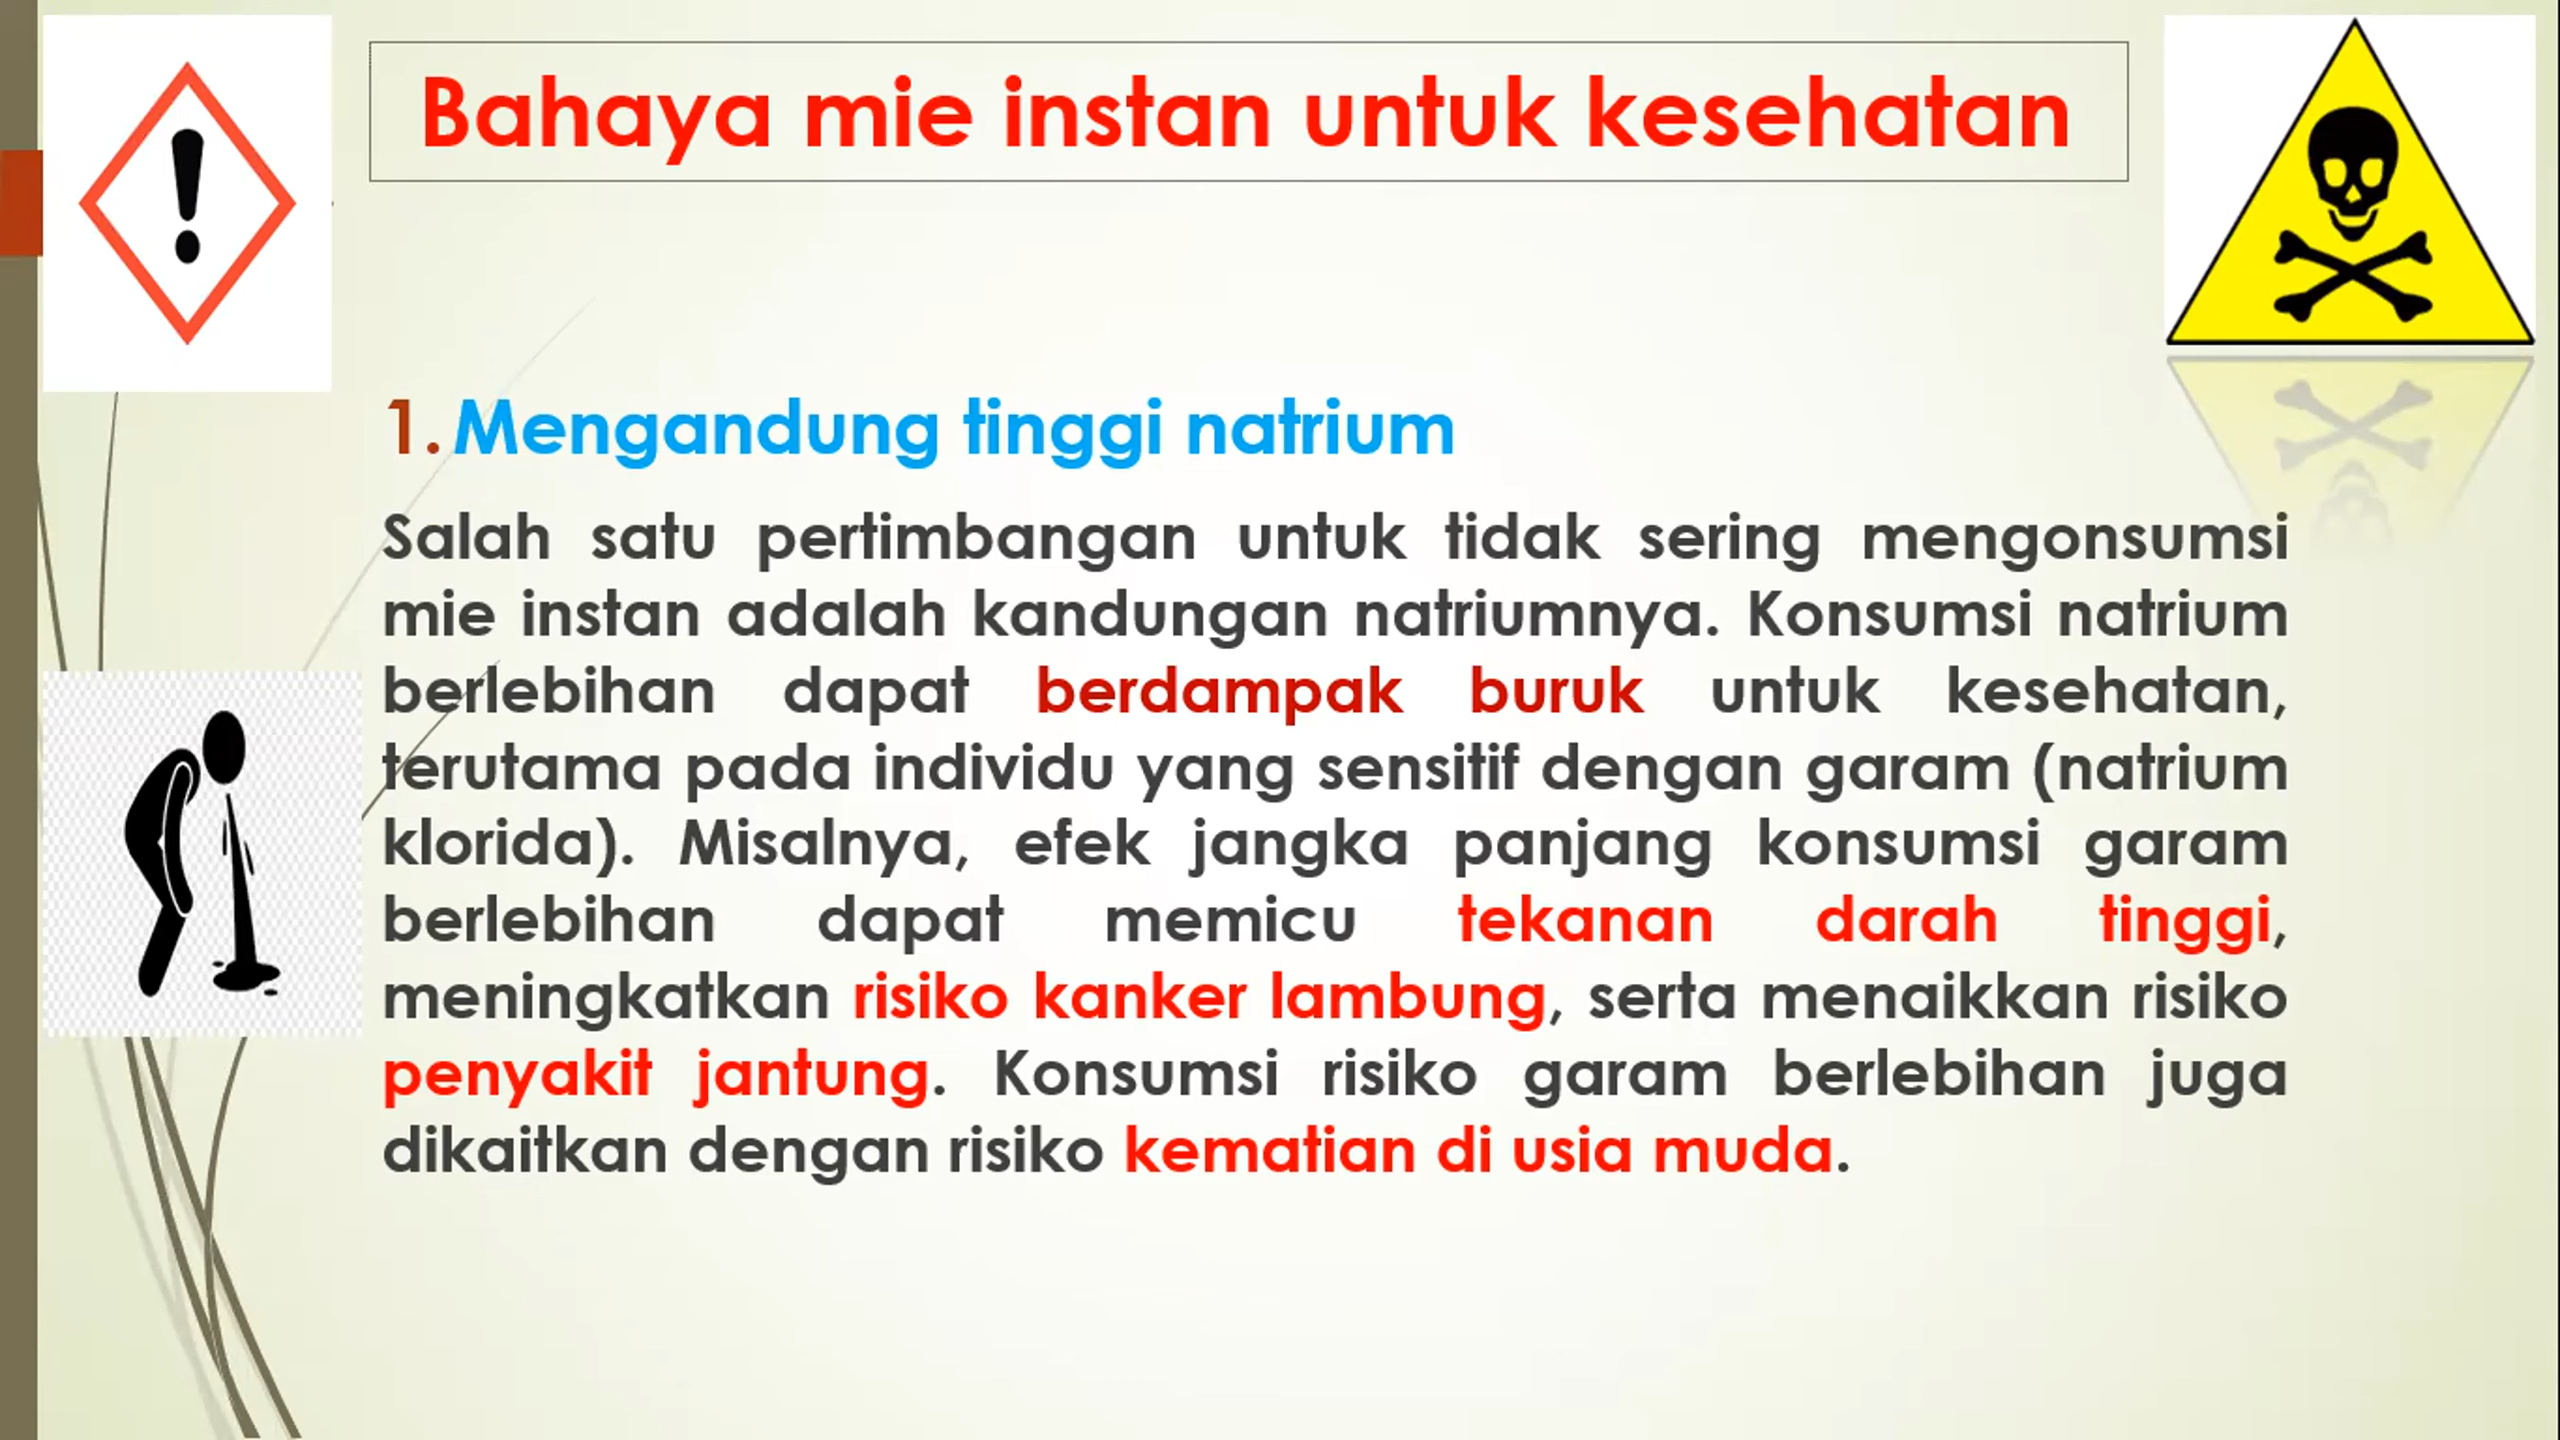 Bahaya mie instan untuk kesehatan
1. Mengandung tinggi natrium
Salah satu pertimbangan untuk tidak sering mengonsumsi
mie instan adalah kandungan natriumnya. Konsumsi natrium
berlebihan dapat berdampak buruk untuk kesehatan,
terutama pada individu yang sensitif dengan garam (natrium
klorida). Misalnya, efek jangka panjang konsumsi garam
berlebihan dapat memicu tekanan darah tinggi,
meningkatkan risiko kanker lambung, serta menaikkan risiko
penyakit jantung. Konsumsi risiko garam berlebihan juga
dikaitkan dengan risiko kematian di usia muda.